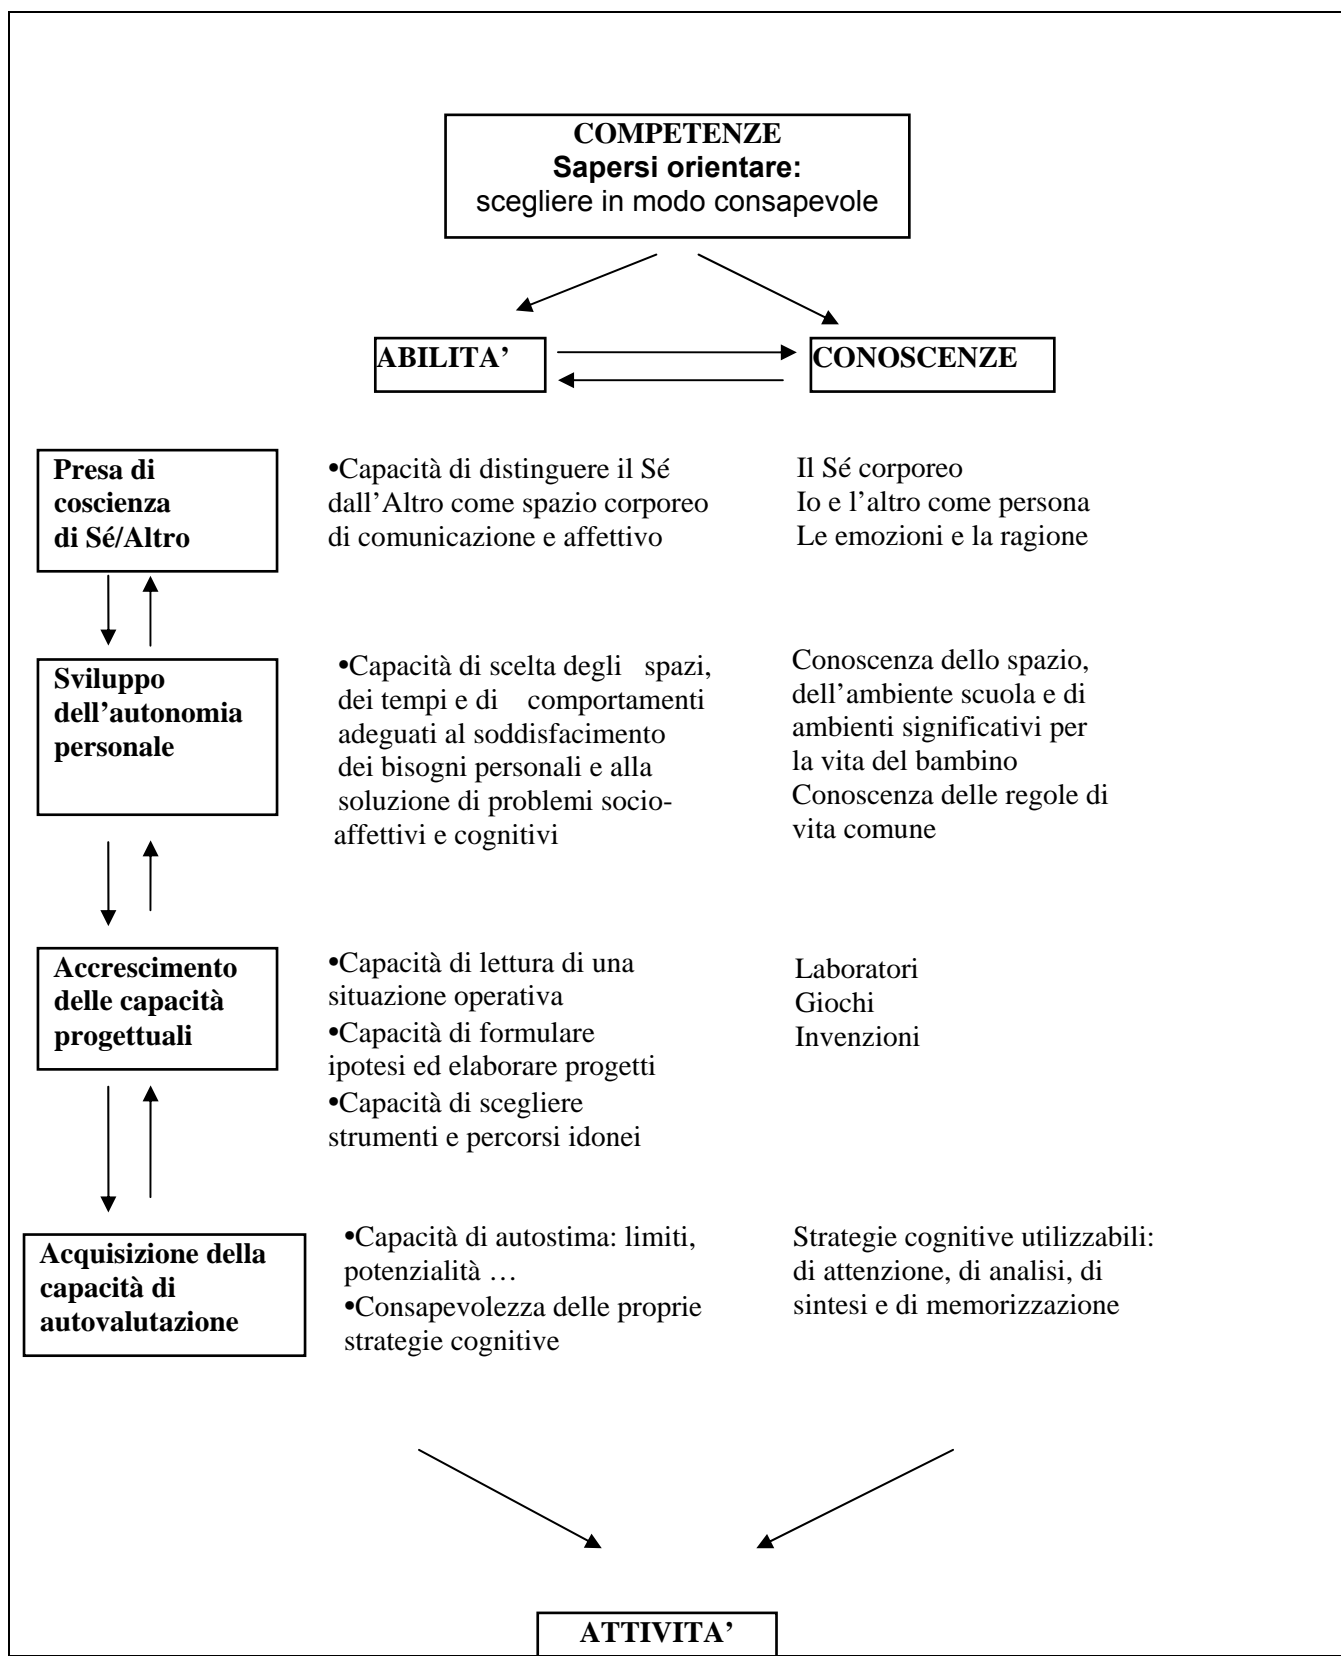 COMPETENZE
Sapersi orientare:
scegliere in modo consapevole
ABILITA’
CONOSCENZE
Presa di
coscienza
di Sé/Altro
•Capacità di distinguere il Sé
dall’Altro come spazio corporeo
di comunicazione e affettivo
Il Sé corporeo
Io e l’altro come persona
Le emozioni e la ragione
Sviluppo
dell’autonomia
personale
•Capacità di scelta degli spazi,
dei tempi e di comportamenti
adeguati al soddisfacimento
dei bisogni personali e alla
soluzione di problemi socio-
affettivi e cognitivi
Conoscenza dello spazio,
dell’ambiente scuola e di
ambienti significativi per
la vita del bambino
Conoscenza delle regole di
vita comune
Accrescimento
delle capacità
progettuali
•Capacità di lettura di una
situazione operativa
•Capacità di formulare
ipotesi ed elaborare progetti
•Capacità di scegliere
strumenti e percorsi idonei
Laboratori
Giochi
Invenzioni
Acquisizione della
capacità di
autovalutazione
•Capacità di autostima: limiti,
potenzialità …
•Consapevolezza delle proprie
strategie cognitive
Strategie cognitive utilizzabili:
di attenzione, di analisi, di
sintesi e di memorizzazione
ATTIVITA’